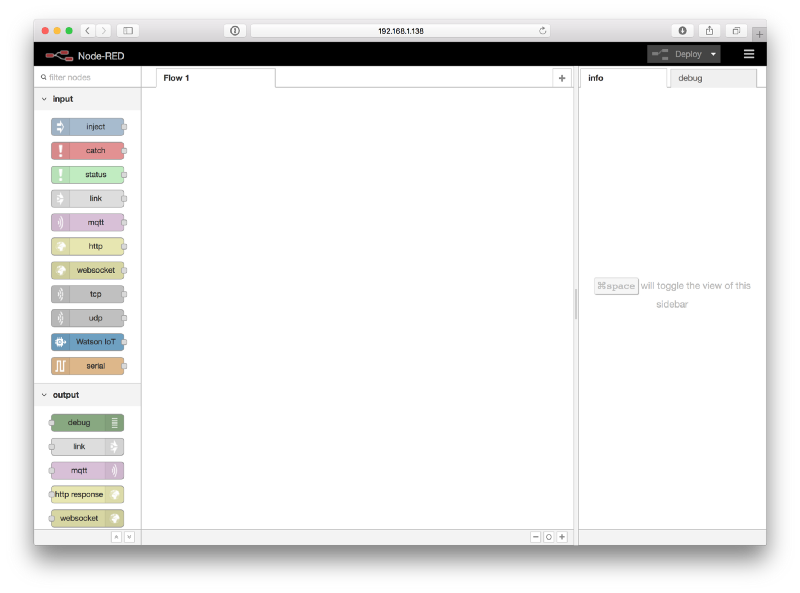 192.168.1.138
Node-RED
Deploy
filter nodes
Flow 1
info
debug
input
inject
catch
status
link
mqtt
http
websocket
tcp
udp
Watson IoT
serial
output
debug
link
mqtt
http response
websocket
⌘space will toggle the view of this
sidebar